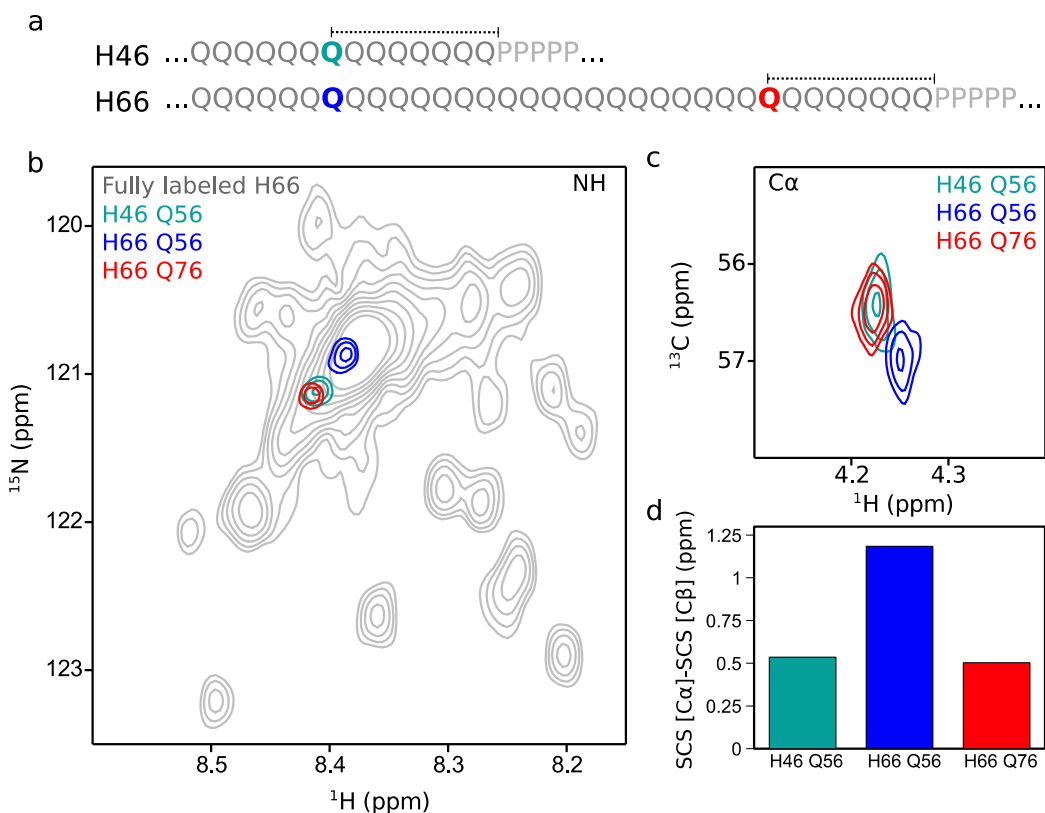 a
H46 ...QQQQQQQQQQQQQQPPPPP...
H66 ...QQQQQQQQQQQQQQQQQQQQQQQQQQQQQQQQQQPPPPP...
b
Fully labeled H66
NH
H46 Q56
H66 Q56
H66 Q76
120
121
122
123
¹⁵N (ppm)
8.5 8.4 8.3 8.2
¹H (ppm)
c
Cα
H46 Q56
H66 Q56
H66 Q76
56
57
¹³C (ppm)
4.2 4.3
¹H (ppm)
d
SCS [Cα]-SCS [Cβ] (ppm)
1.25
1
0.75
0.5
0.25
0
H46 Q56 H66 Q56 H66 Q76